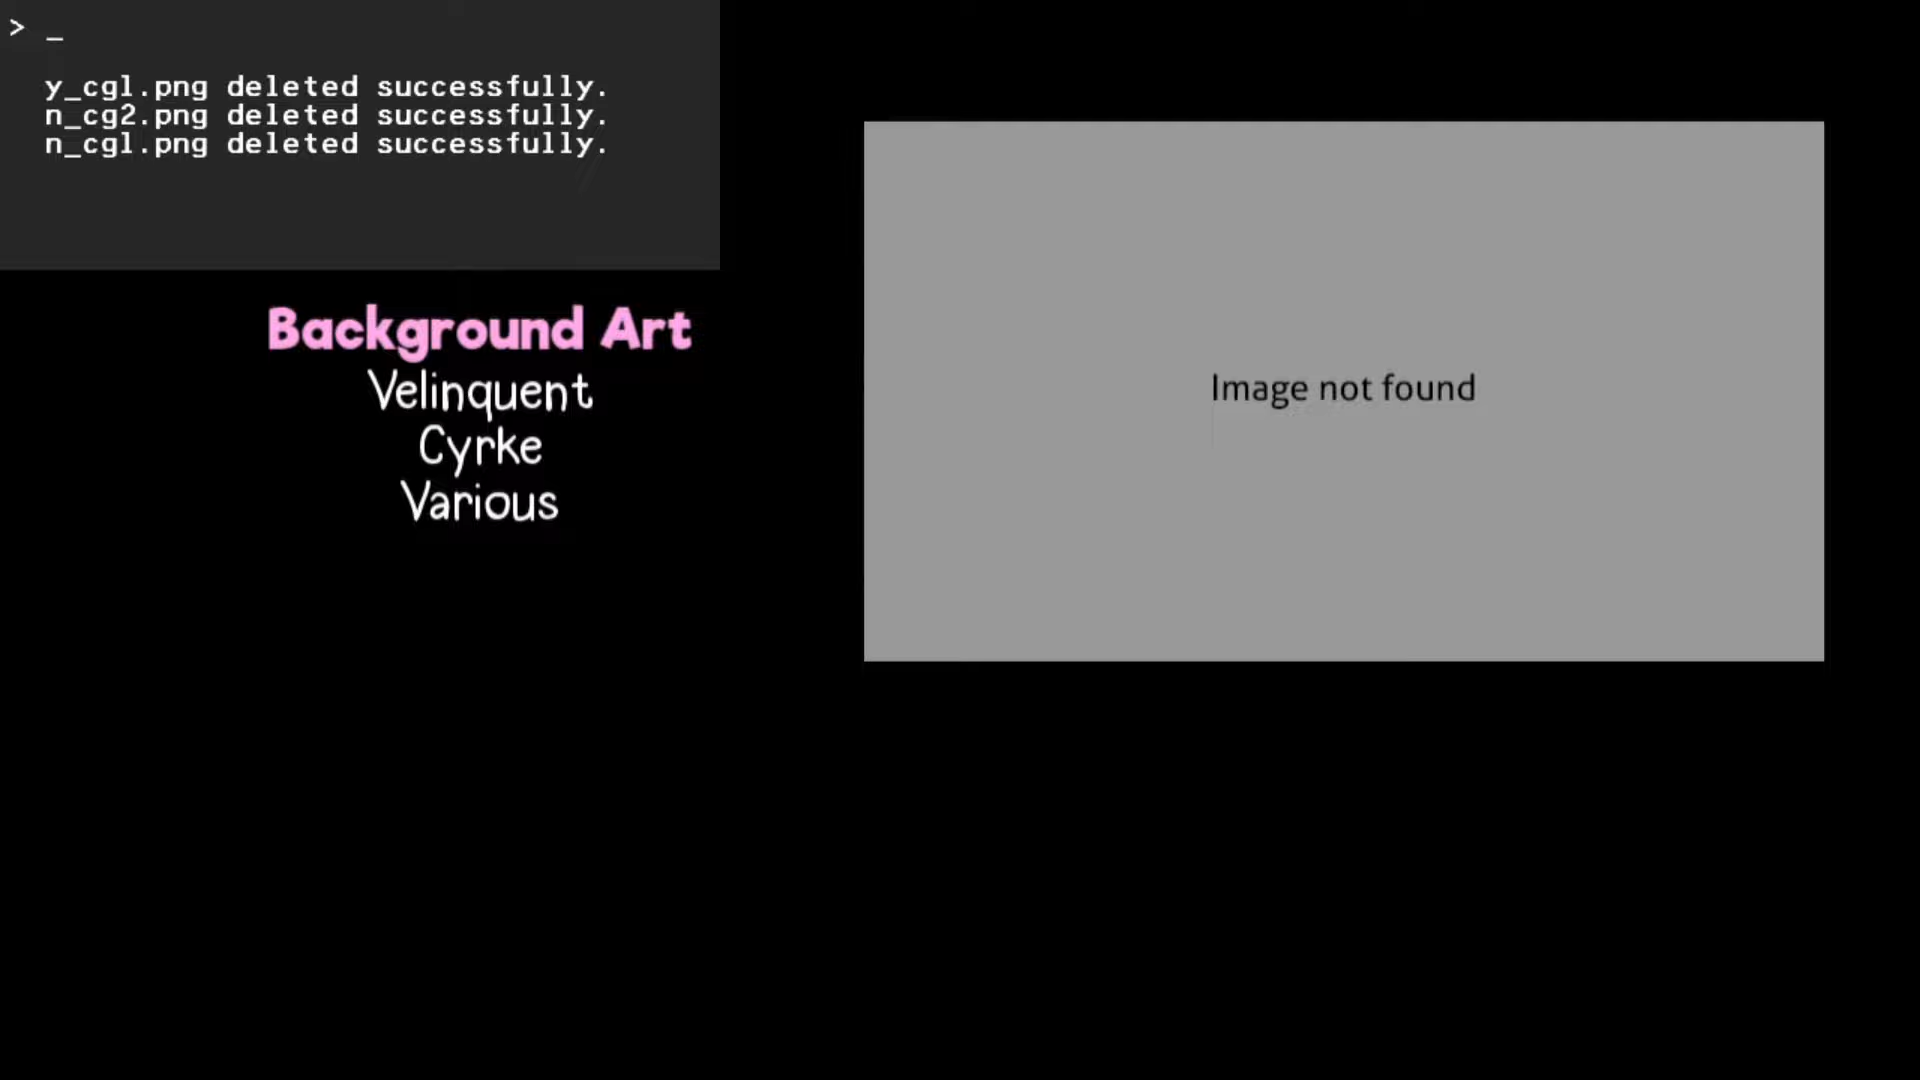 > _
y_cg1.png deleted successfully.
n_cg2.png deleted successfully.
n_cg1.png deleted successfully.
Background Art
Velinquent
Cyrke
Various
Image not found